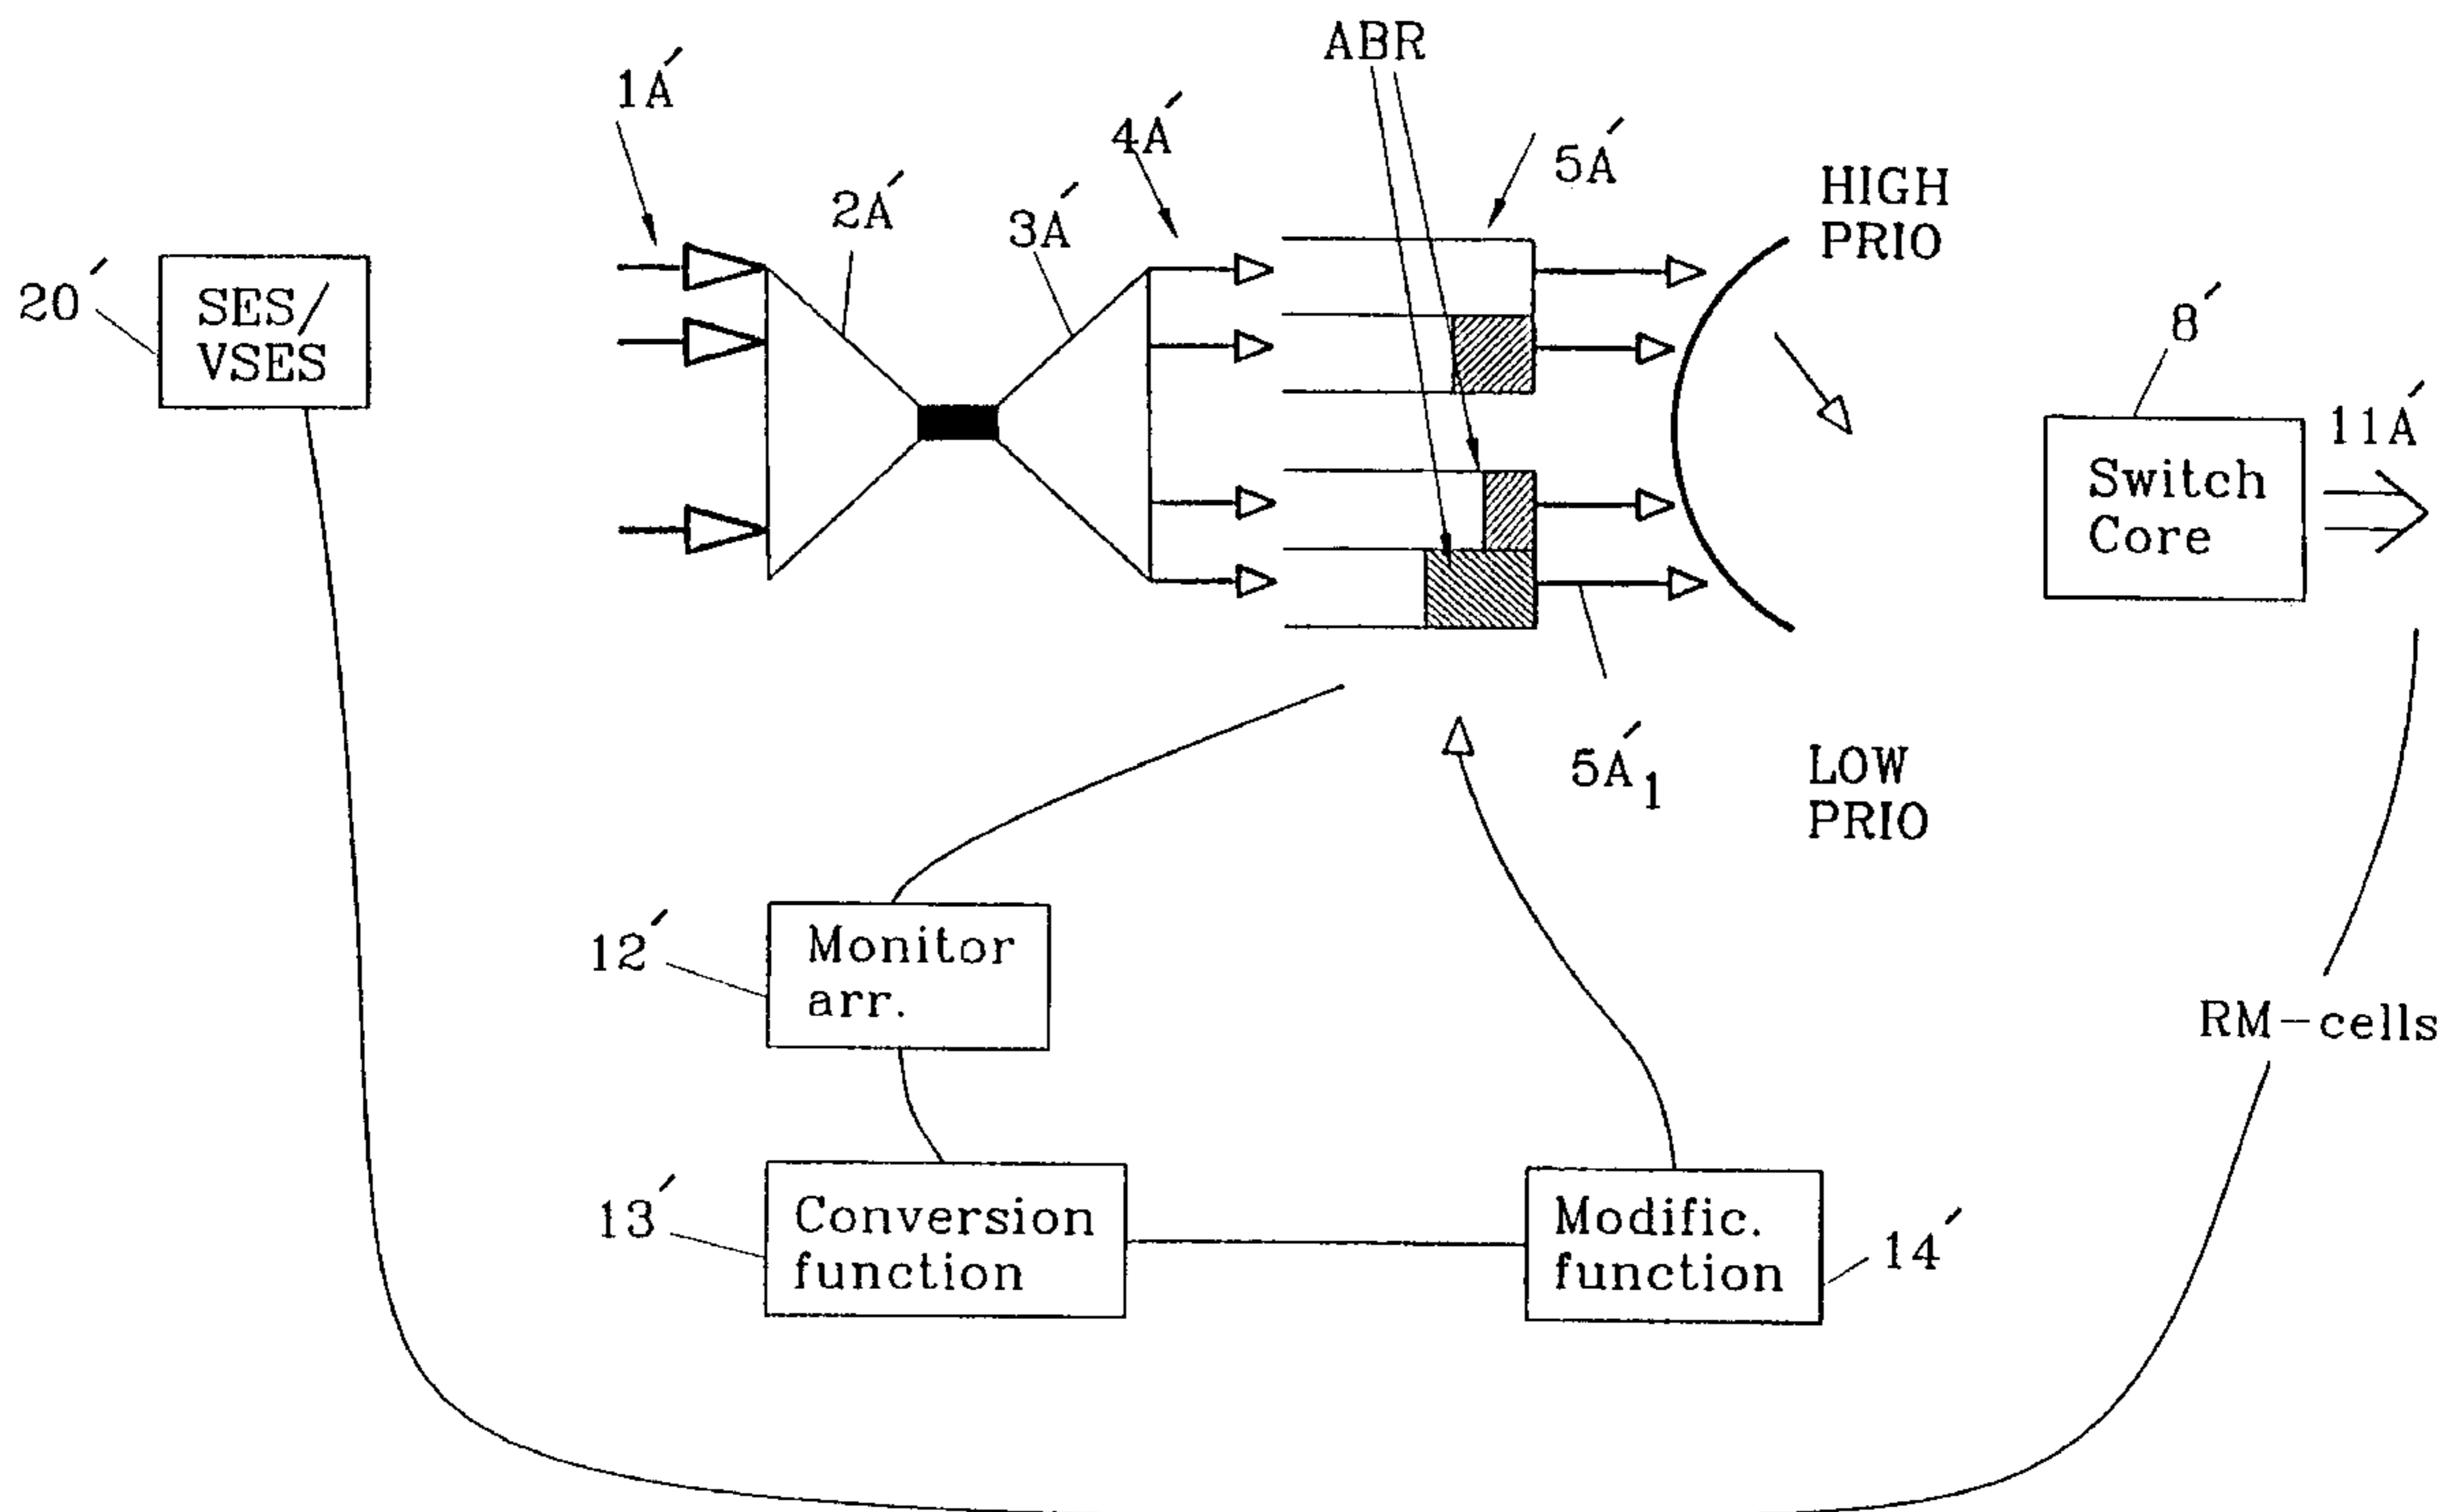 ABR
1A′
4A′
5A′
2A′
3A′
HIGH
PRIO
20′
SES/
VSES
8′
11A′
Switch
Core
5A′₁
LOW
PRIO
12′
Monitor
arr.
RM-cells
13′
Conversion
function
Modific.
function
14′